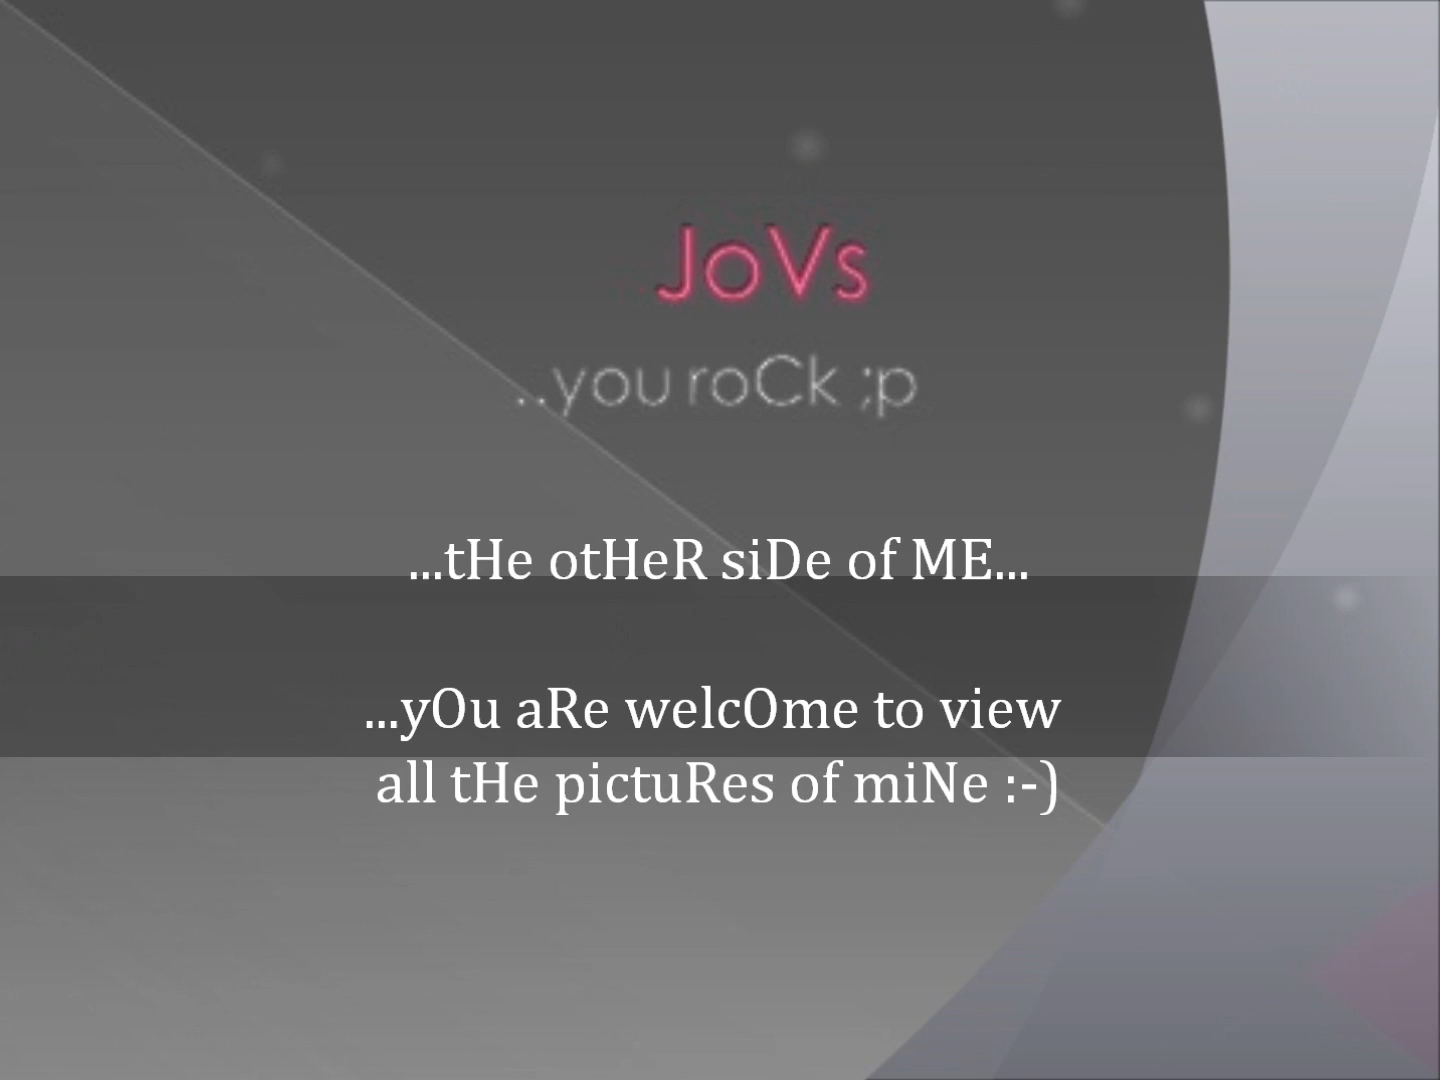 JoVs
..you roCk ;p
...tHe otHeR siDe of ME...
...yOu aRe welcOme to view
all tHe pictuRes of miNe :-)